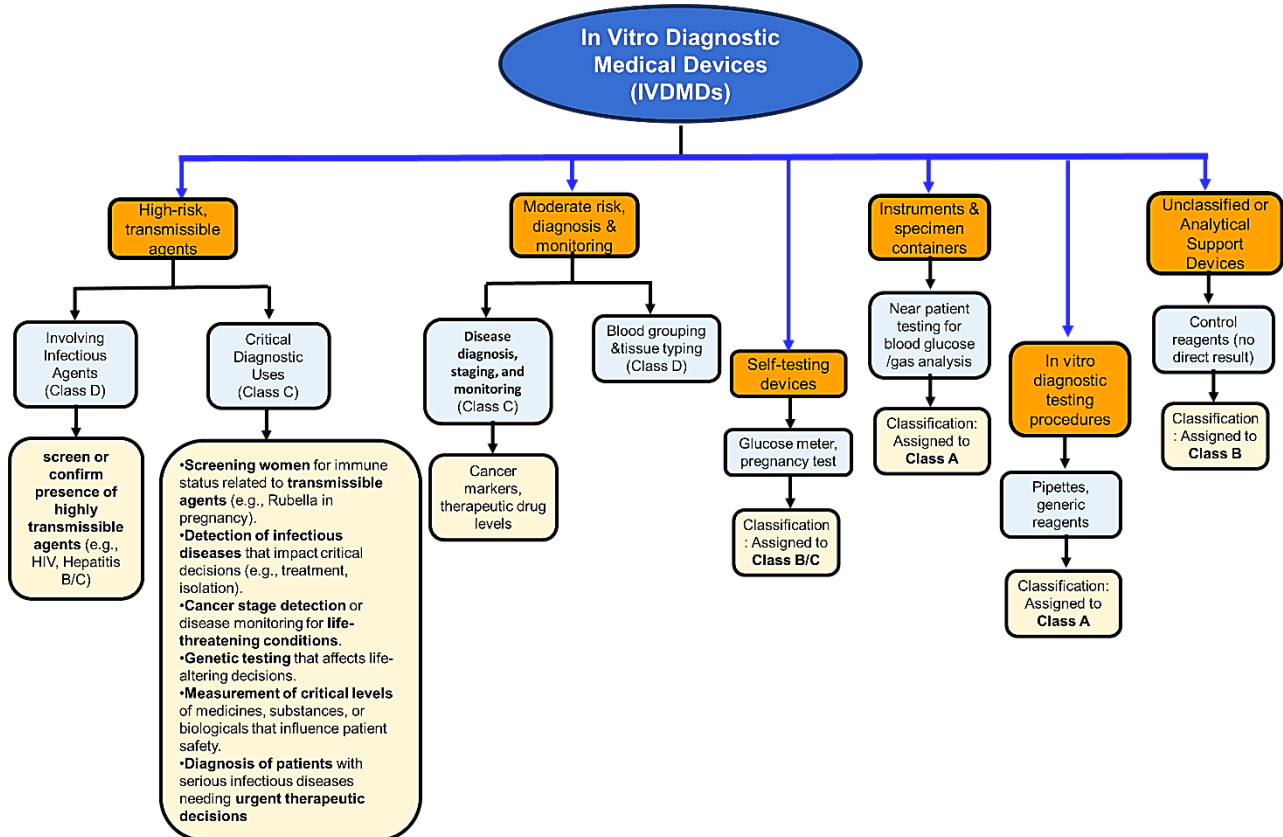 In Vitro Diagnostic
Medical Devices
(IVDMDs)
High-risk,
transmissible
agents
Involving
Infectious
Agents
(Class D)
screen or
confirm
presence of
highly
transmissible
agents (e.g.,
HIV, Hepatitis
B/C)
Critical
Diagnostic
Uses
(Class C)
•Screening women for immune
status related to transmissible
agents (e.g., Rubella in
pregnancy).
•Detection of infectious
diseases that impact critical
decisions (e.g., treatment,
isolation).
•Cancer stage detection or
disease monitoring for life-
threatening conditions.
•Genetic testing that affects life-
altering decisions.
•Measurement of critical levels
of medicines, substances, or
biologicals that influence patient
safety.
•Diagnosis of patients with
serious infectious diseases
needing urgent therapeutic
decisions
Moderate risk,
diagnosis &
monitoring
Disease diagnosis,
staging, and
monitoring
(Class C)
Cancer
markers,
therapeutic drug
levels
Blood grouping
&tissue typing
(Class D)
Self-testing
devices
Glucose meter,
pregnancy test
Classification
: Assigned to
Class B/C
Instruments &
specimen
containers
Near patient
testing for
blood glucose
/gas analysis
Classification:
Assigned to
Class A
In vitro
diagnostic
testing
procedures
Pipettes,
generic
reagents
Classification:
Assigned to
Class A
Unclassified or
Analytical
Support
Devices
Control
reagents (no
direct result)
Classification
: Assigned to
Class B